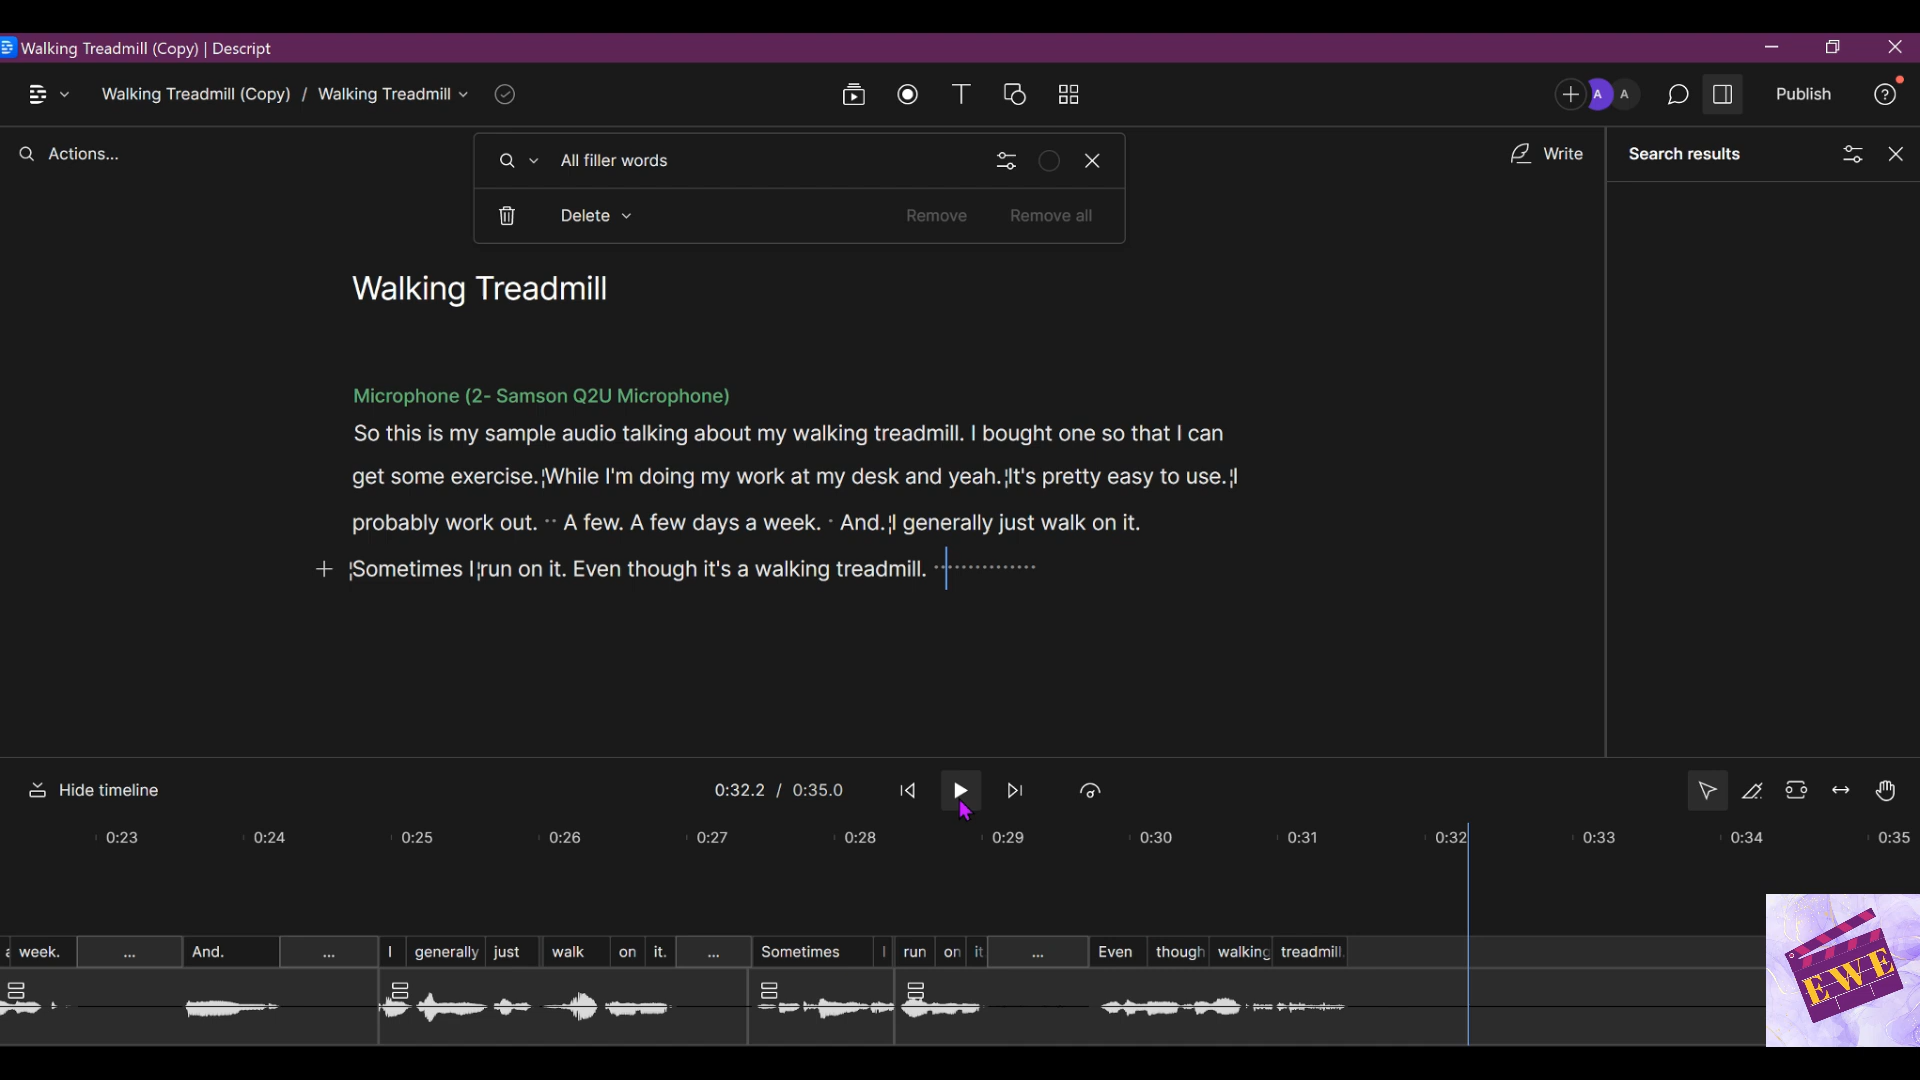 Walking Treadmill (Copy) | Descript
Walking Treadmill (Copy) / Walking Treadmill
A A
Publish
Actions...
All filler words
Write
Search results
Delete
Remove
Remove all
Walking Treadmill
Microphone (2- Samson Q2U Microphone)
So this is my sample audio talking about my walking treadmill. I bought one so that I can
get some exercise.¦While I'm doing my work at my desk and yeah.¦It's pretty easy to use.¦I
probably work out. ·· A few. A few days a week. · And.¦I generally just walk on it.
¦Sometimes I¦run on it. Even though it's a walking treadmill. ··············
Hide timeline
0:32.2 / 0:35.0
0:23 0:24 0:25 0:26 0:27 0:28 0:29 0:30 0:31 0:32 0:33 0:34 0:35
a week. ... And. ... I generally just walk on it. ... Sometimes I run on it ... Even though walking treadmill.
EWE